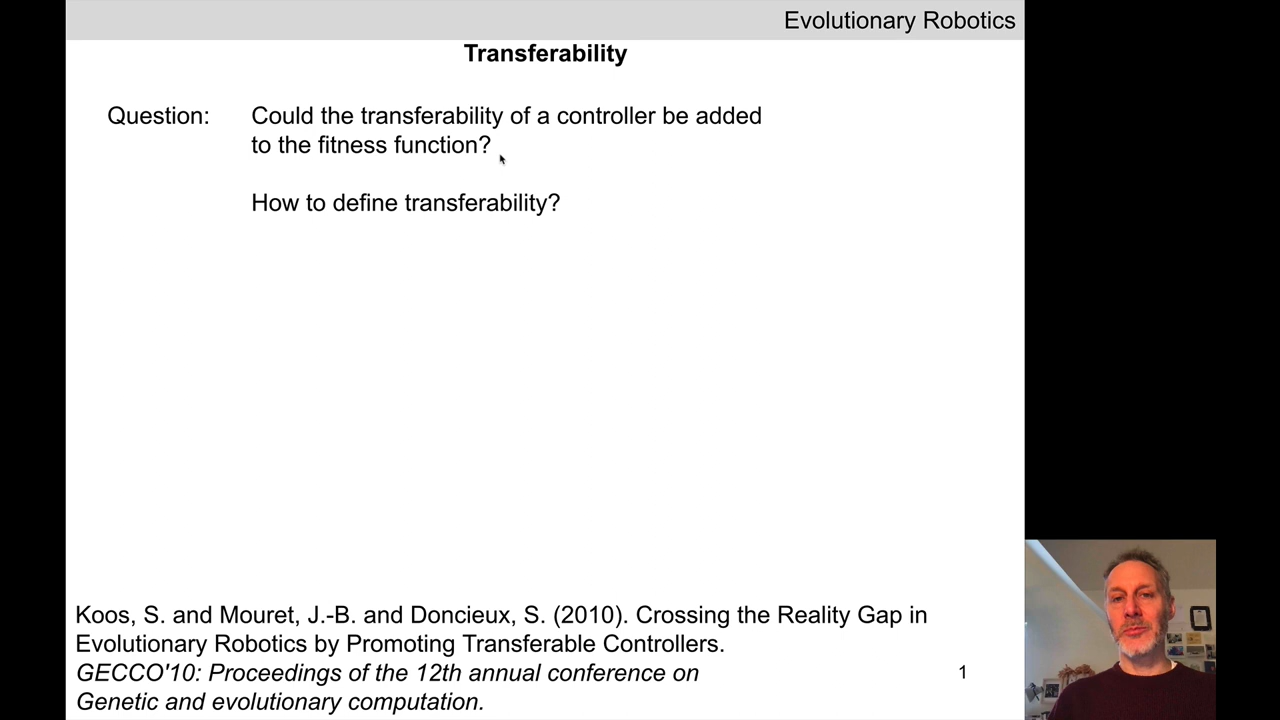 Evolutionary Robotics
Transferability
Question: Could the transferability of a controller be added
to the fitness function?
How to define transferability?
Koos, S. and Mouret, J.-B. and Doncieux, S. (2010). Crossing the Reality Gap in
Evolutionary Robotics by Promoting Transferable Controllers.
GECCO'10: Proceedings of the 12th annual conference on
Genetic and evolutionary computation.
1